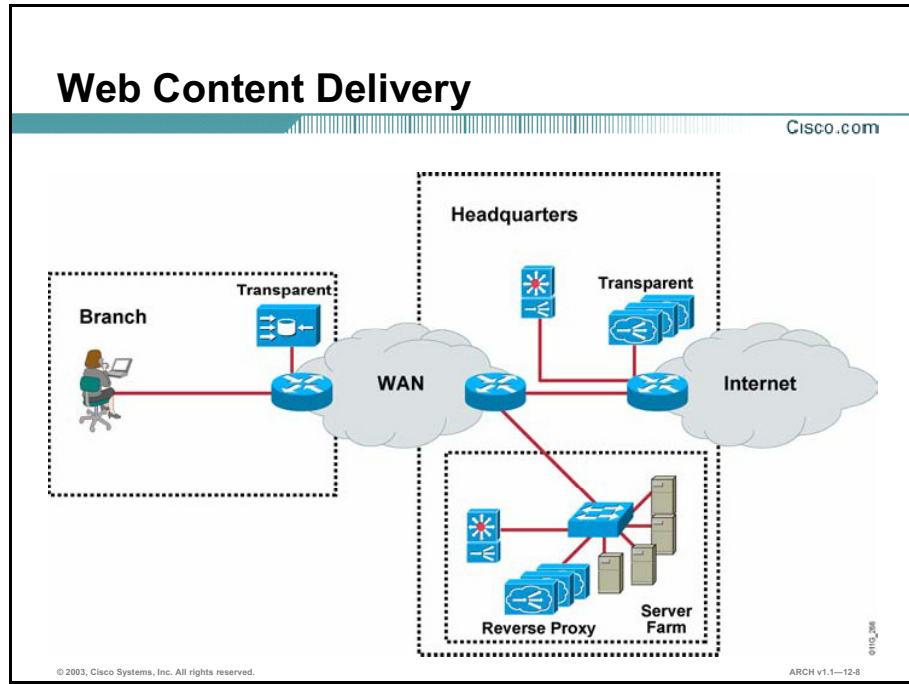 Web Content Delivery
Cisco.com
Headquarters
Transparent
Transparent
Branch
WAN
Internet
Reverse Proxy
Server
Farm
© 2003, Cisco Systems, Inc. All rights reserved.
ARCH v1.1—12-8